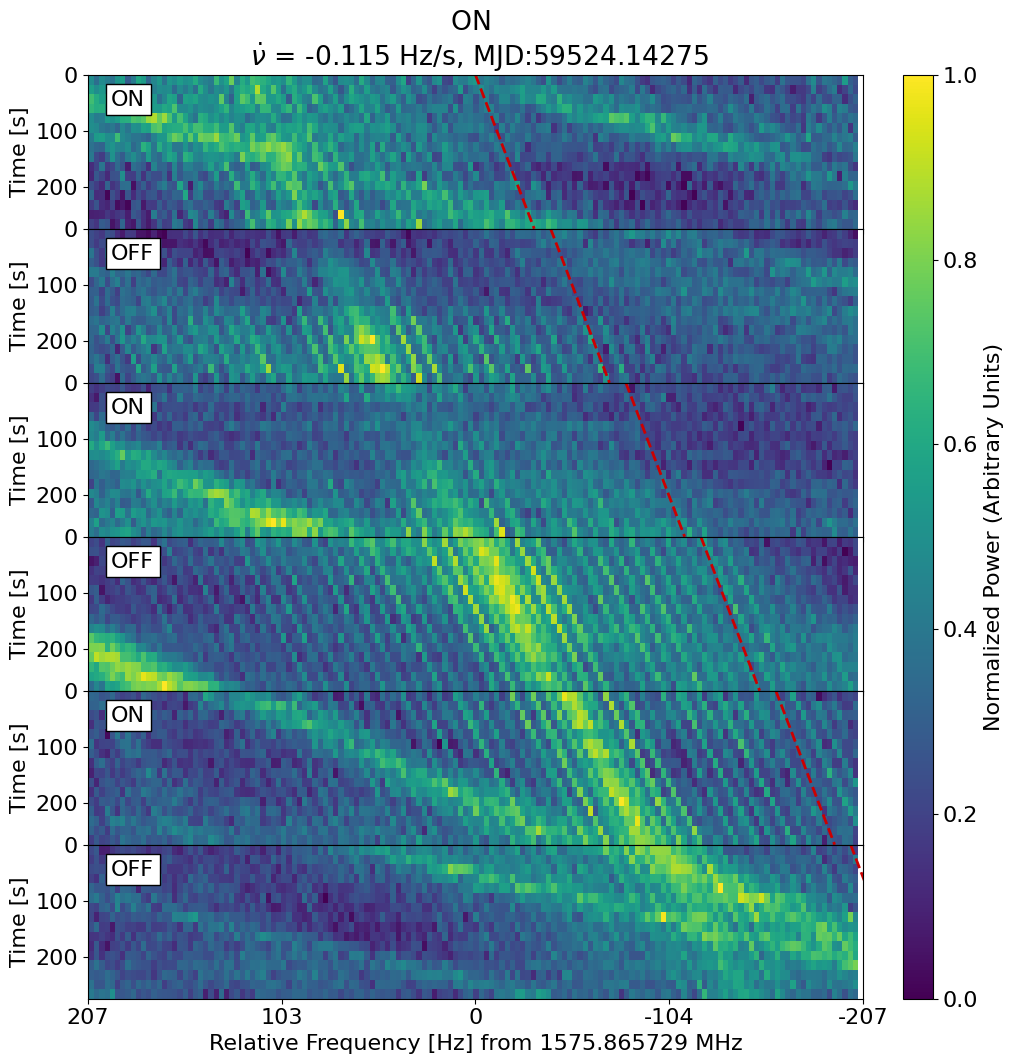 ON
ν̇ = -0.115 Hz/s, MJD:59524.14275
ON
OFF
ON
OFF
ON
OFF
Time [s]
0
100
200
Time [s]
0
100
200
Time [s]
0
100
200
Time [s]
0
100
200
Time [s]
0
100
200
Time [s]
0
100
200
207 103 0 -104 -207
Relative Frequency [Hz] from 1575.865729 MHz
1.0
0.8
0.6
0.4
0.2
0.0
Normalized Power (Arbitrary Units)